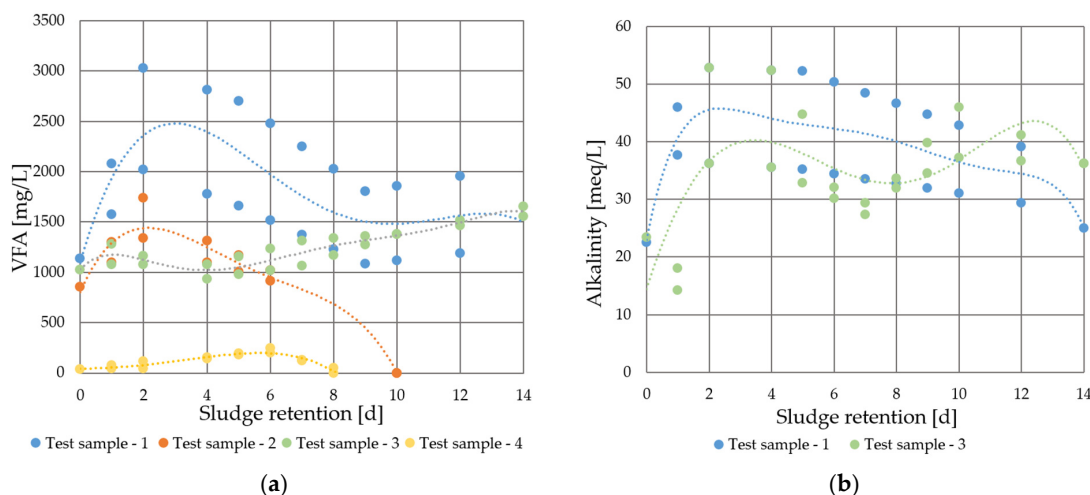 3500
3000
2500
2000
1500
1000
500
0
VFA [mg/L]
0 2 4 6 8 10 12 14
Sludge retention [d]
Test sample - 1 Test sample - 2 Test sample - 3 Test sample - 4
(a)
60
50
40
30
20
10
0
Alkalinity [meq/L]
0 2 4 6 8 10 12 14
Sludge retention [d]
Test sample - 1 Test sample - 3
(b)